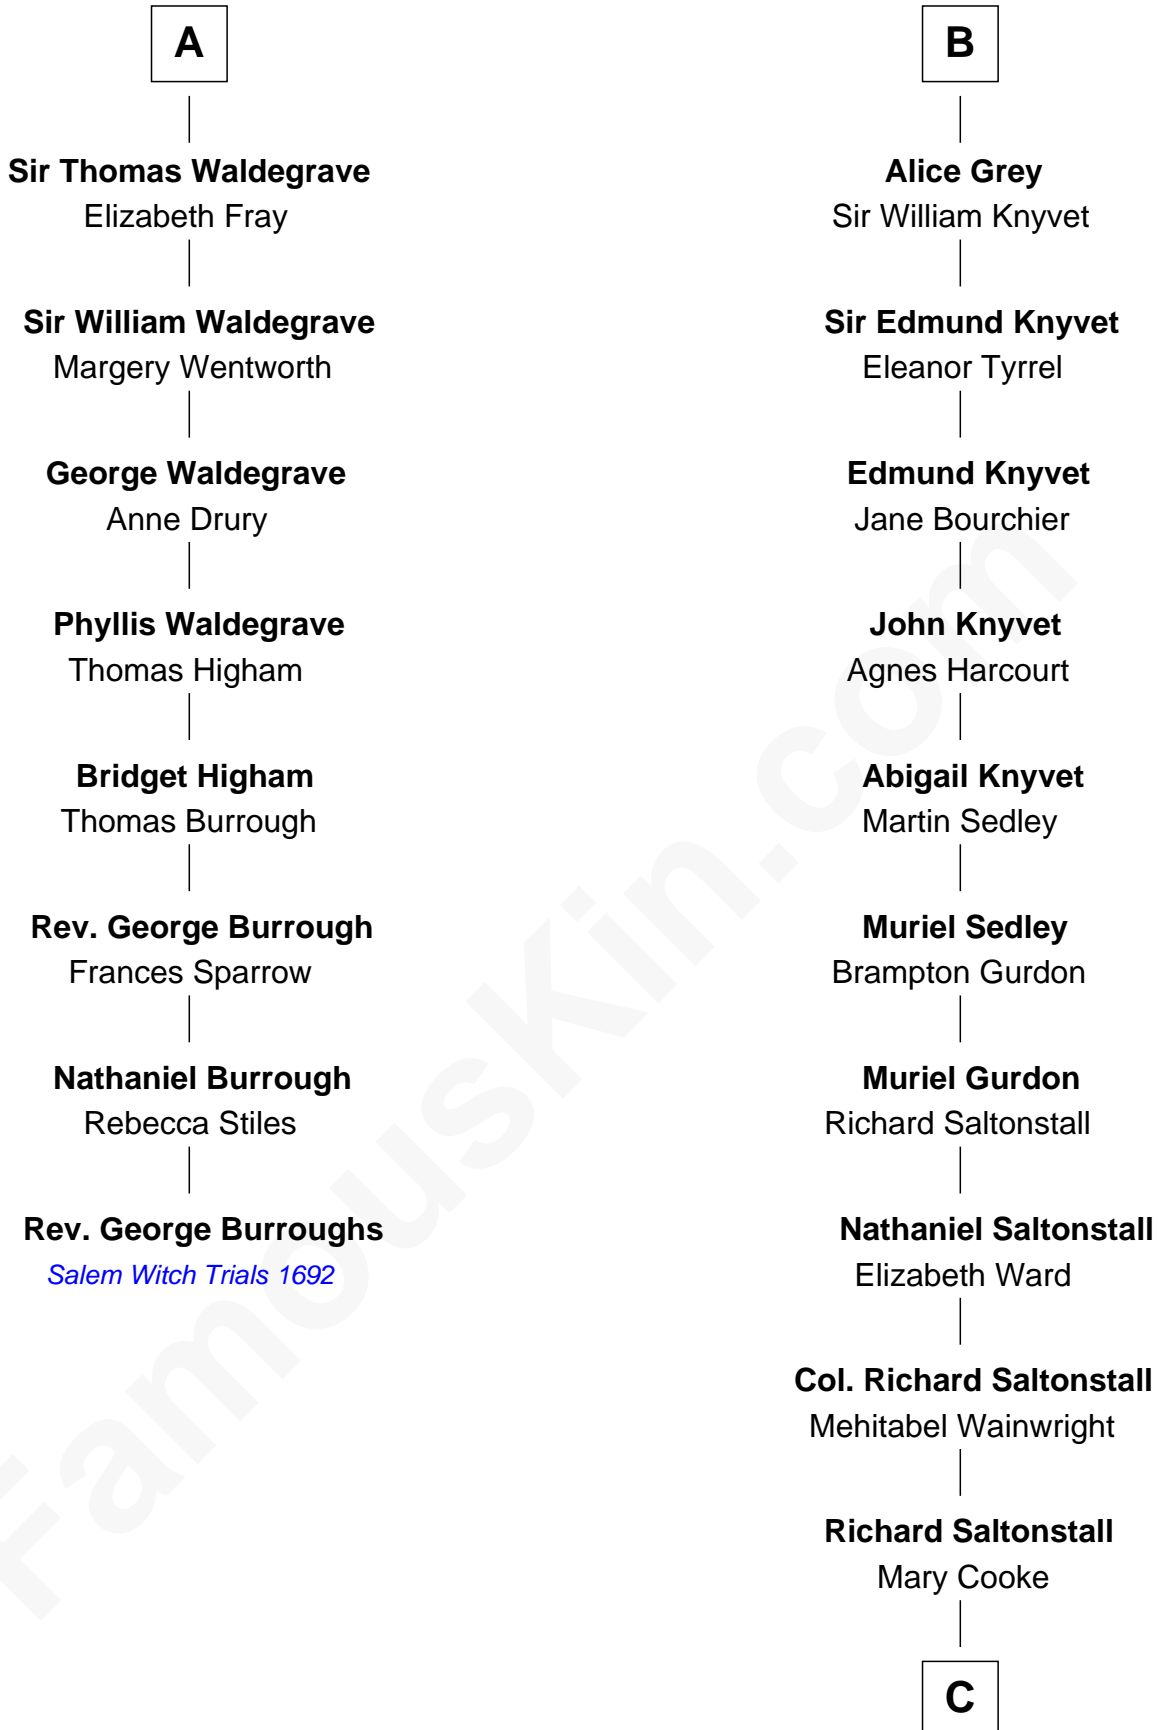 A
Sir Thomas Waldegrave
Elizabeth Fray
Sir William Waldegrave
Margery Wentworth
George Waldegrave
Anne Drury
Phyllis Waldegrave
Thomas Higham
Bridget Higham
Thomas Burrough
Rev. George Burrough
Frances Sparrow
Nathaniel Burrough
Rebecca Stiles
Rev. George Burroughs
Salem Witch Trials 1692
B
Alice Grey
Sir William Knyvet
Sir Edmund Knyvet
Eleanor Tyrrel
Edmund Knyvet
Jane Bourchier
John Knyvet
Agnes Harcourt
Abigail Knyvet
Martin Sedley
Muriel Sedley
Brampton Gurdon
Muriel Gurdon
Richard Saltonstall
Nathaniel Saltonstall
Elizabeth Ward
Col. Richard Saltonstall
Mehitabel Wainwright
Richard Saltonstall
Mary Cooke
C
FamousKin.com